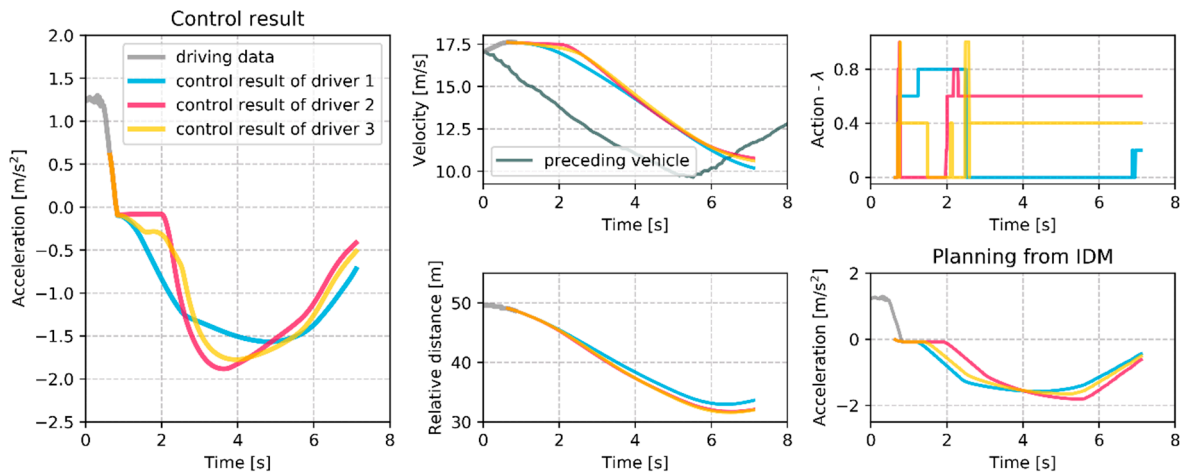 Control result
2.0
1.5
1.0
0.5
0.0
−0.5
−1.0
−1.5
−2.0
−2.5
Acceleration [m/s²]
driving data
control result of driver 1
control result of driver 2
control result of driver 3
0 2 4 6 8
Time [s]
17.5
15.0
12.5
10.0
Velocity [m/s]
preceding vehicle
0 2 4 6 8
Time [s]
0.8
0.4
0
Action - λ
0 2 4 6 8
Time [s]
50
40
30
Relative distance [m]
0 2 4 6 8
Time [s]
Planning from IDM
2
0
−2
Acceleration [m/s²]
0 2 4 6 8
Time [s]